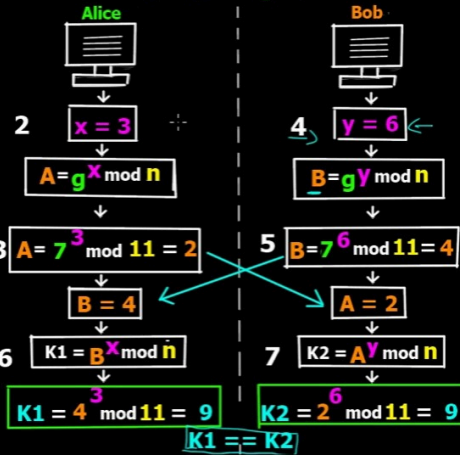 Alice
Bob
2
x = 3
4
y = 6
A=g^x mod n
B=g^y mod n
3
A= 7^3 mod 11 = 2
5
B=7^6 mod 11= 4
B = 4
A = 2
6
K1 = B^x mod n
7
K2 = A^y mod n
K1 = 4^3 mod 11 = 9
K2 = 2^6 mod 11 = 9
K1 == K2